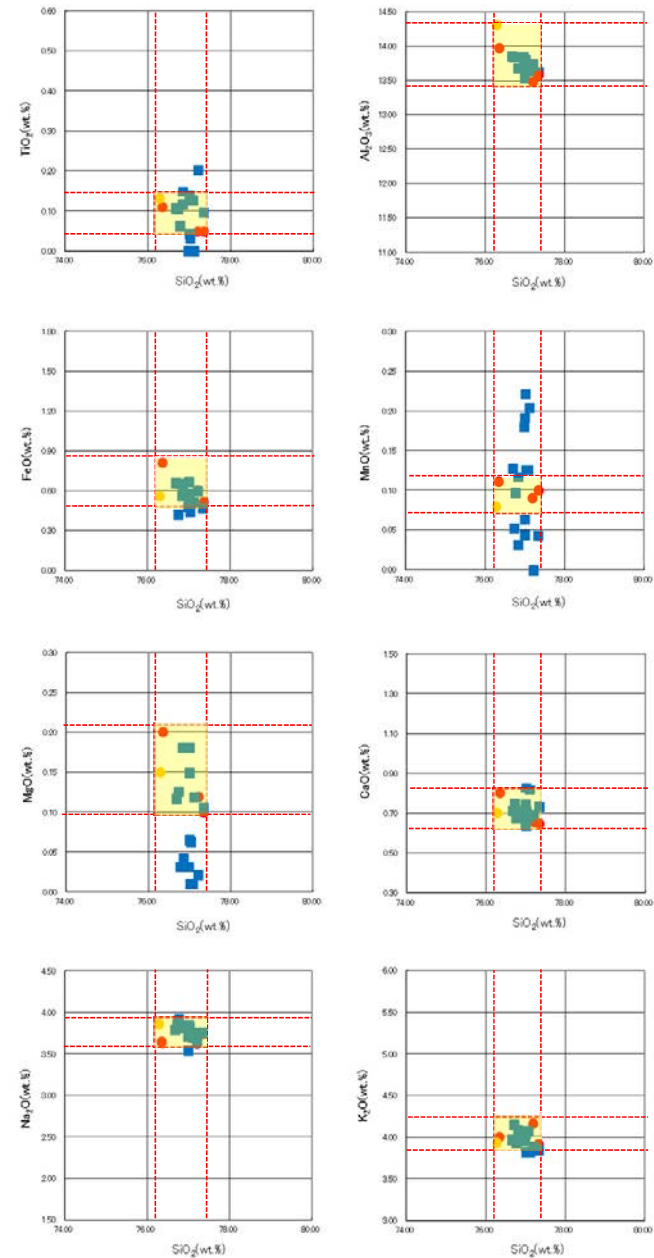 0.60
0.50
0.40
0.30
0.20
0.10
0.00
TiO₂(wt.%)
74.00 76.00 78.00 80.00
SiO₂(wt.%)
14.50
14.00
13.50
13.00
12.50
12.00
11.50
11.00
Al₂O₃(wt.%)
74.00 76.00 78.00 80.00
SiO₂(wt.%)
1.80
1.50
1.20
0.90
0.60
0.30
0.00
FeO(wt.%)
74.00 76.00 78.00 80.00
SiO₂(wt.%)
0.30
0.25
0.20
0.15
0.10
0.05
0.00
MnO(wt.%)
74.00 76.00 78.00 80.00
SiO₂(wt.%)
0.30
0.25
0.20
0.15
0.10
0.05
0.00
MgO(wt.%)
74.00 76.00 78.00 80.00
SiO₂(wt.%)
1.50
1.30
1.10
0.90
0.70
0.50
0.30
CaO(wt.%)
74.00 76.00 78.00 80.00
SiO₂(wt.%)
4.50
4.00
3.50
3.00
2.50
2.00
1.50
Na₂O(wt.%)
74.00 76.00 78.00 80.00
SiO₂(wt.%)
6.00
5.50
5.00
4.50
4.00
3.50
3.00
K₂O(wt.%)
74.00 76.00 78.00 80.00
SiO₂(wt.%)